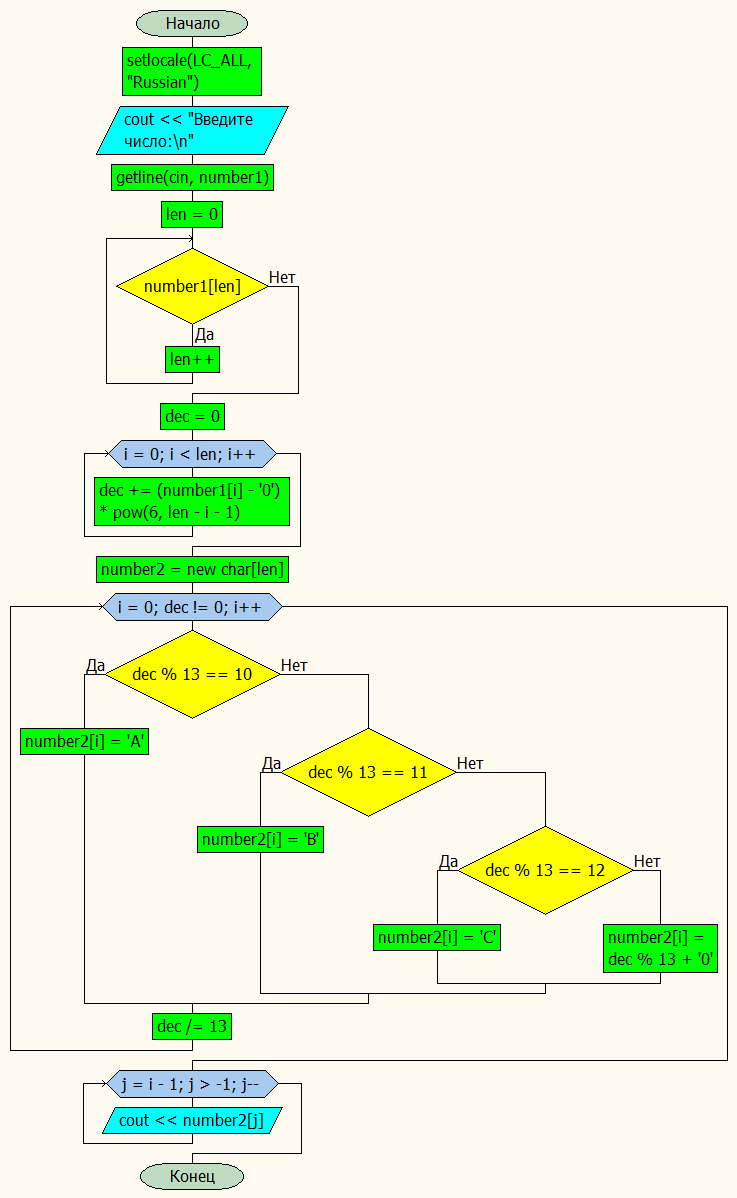 Начало
setlocale(LC_ALL,
"Russian")
cout << "Введите
число:\n"
getline(cin, number1)
len = 0
number1[len]
Нет
Да
len++
dec = 0
i = 0; i < len; i++
dec += (number1[i] - '0')
* pow(6, len - i - 1)
number2 = new char[len]
i = 0; dec != 0; i++
Да
dec % 13 == 10
Нет
number2[i] = 'A'
Да
dec % 13 == 11
Нет
number2[i] = 'B'
Да
dec % 13 == 12
Нет
number2[i] = 'C'
number2[i] =
dec % 13 + '0'
dec /= 13
j = i - 1; j > -1; j--
cout << number2[j]
Конец